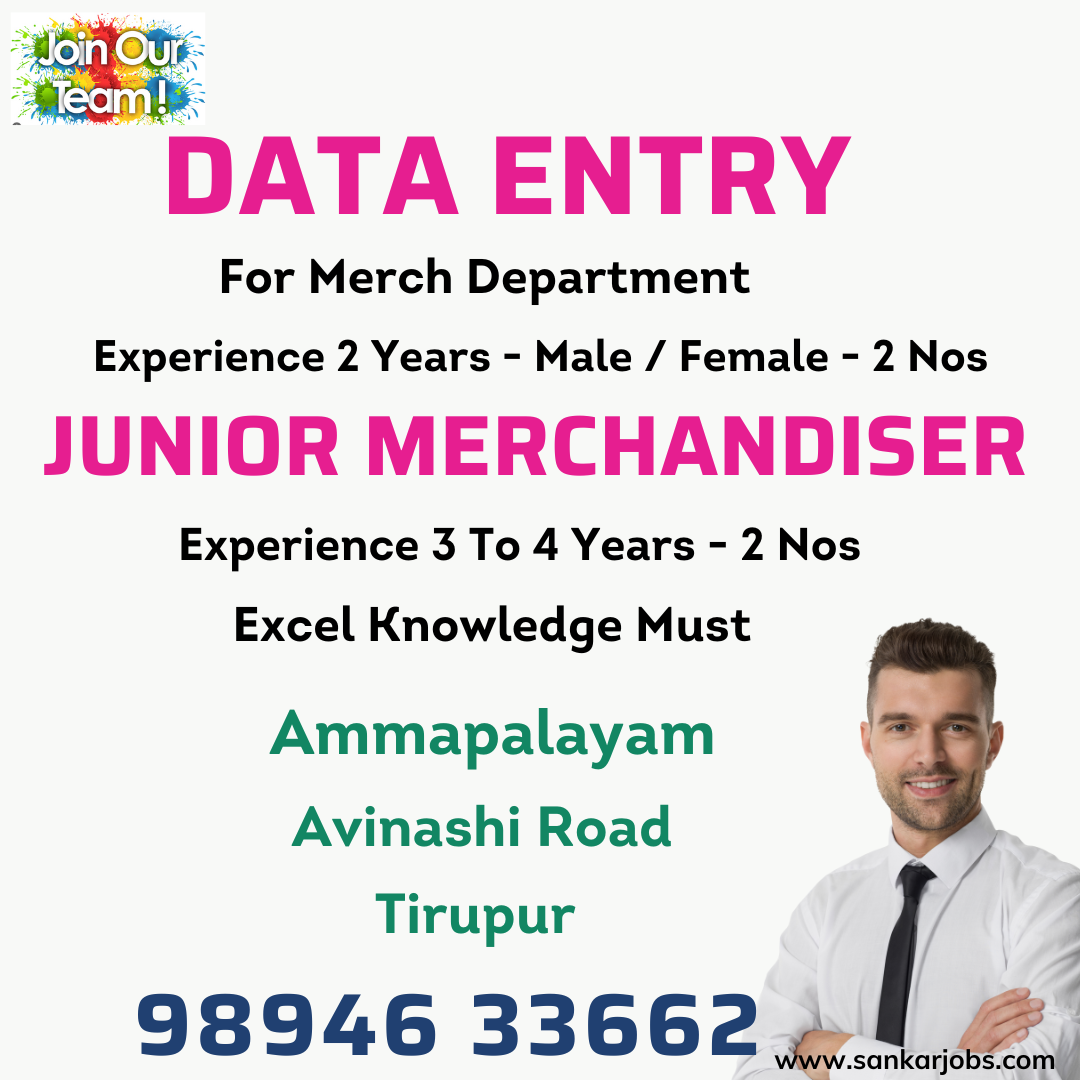 Join Our
Team !
DATA ENTRY
For Merch Department
Experience 2 Years - Male / Female - 2 Nos
JUNIOR MERCHANDISER
Experience 3 To 4 Years - 2 Nos
Excel Knowledge Must
Ammapalayam
Avinashi Road
Tirupur
98946 33662
www.sankarjobs.com